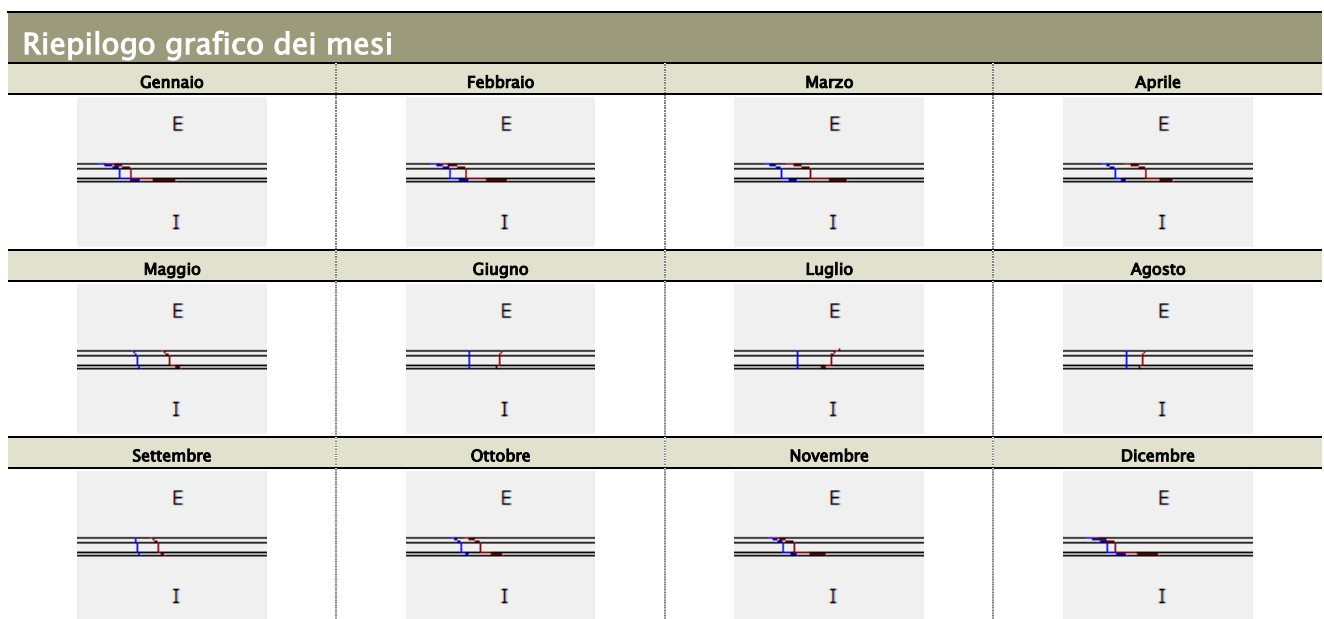 Riepilogo grafico dei mesi
Gennaio Febbraio Marzo Aprile
E E E E
I I I I
Maggio Giugno Luglio Agosto
E E E E
I I I I
Settembre Ottobre Novembre Dicembre
E E E E
I I I I